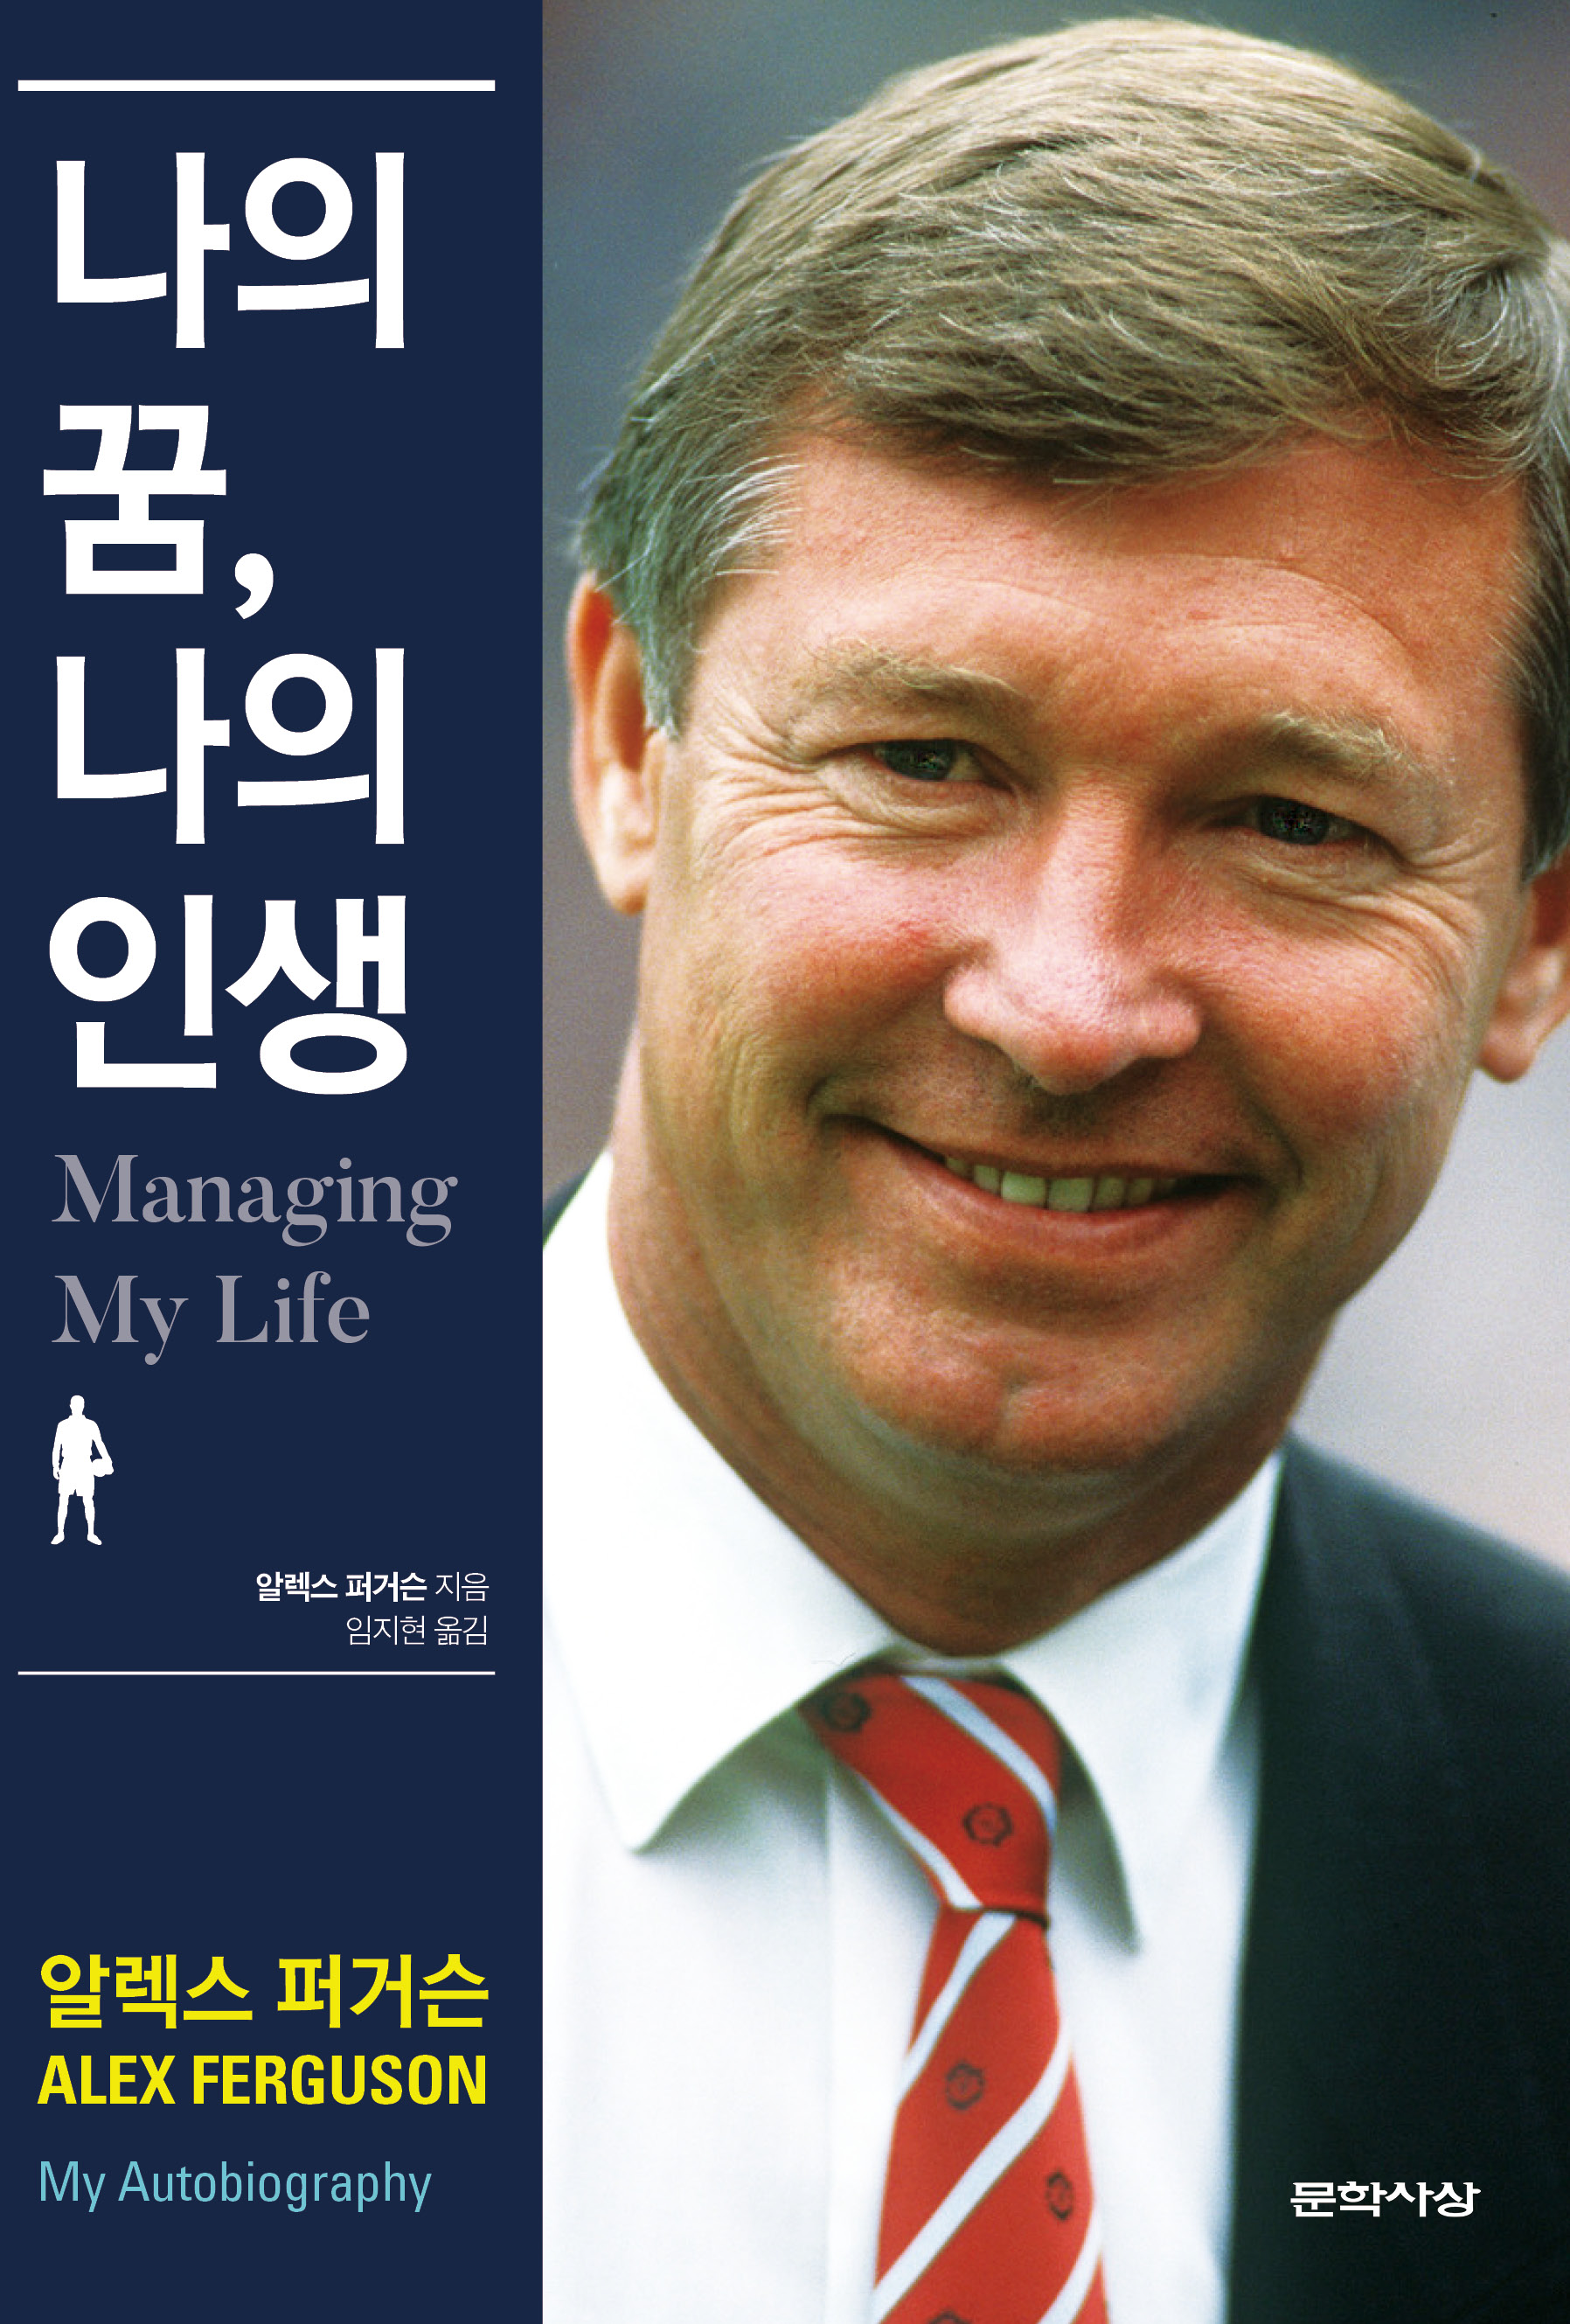 나의
꿈,
나의
인생
Managing
My Life
알렉스 퍼거슨 지음
임지현 옮김
알렉스 퍼거슨
ALEX FERGUSON
My Autobiography
문학사상